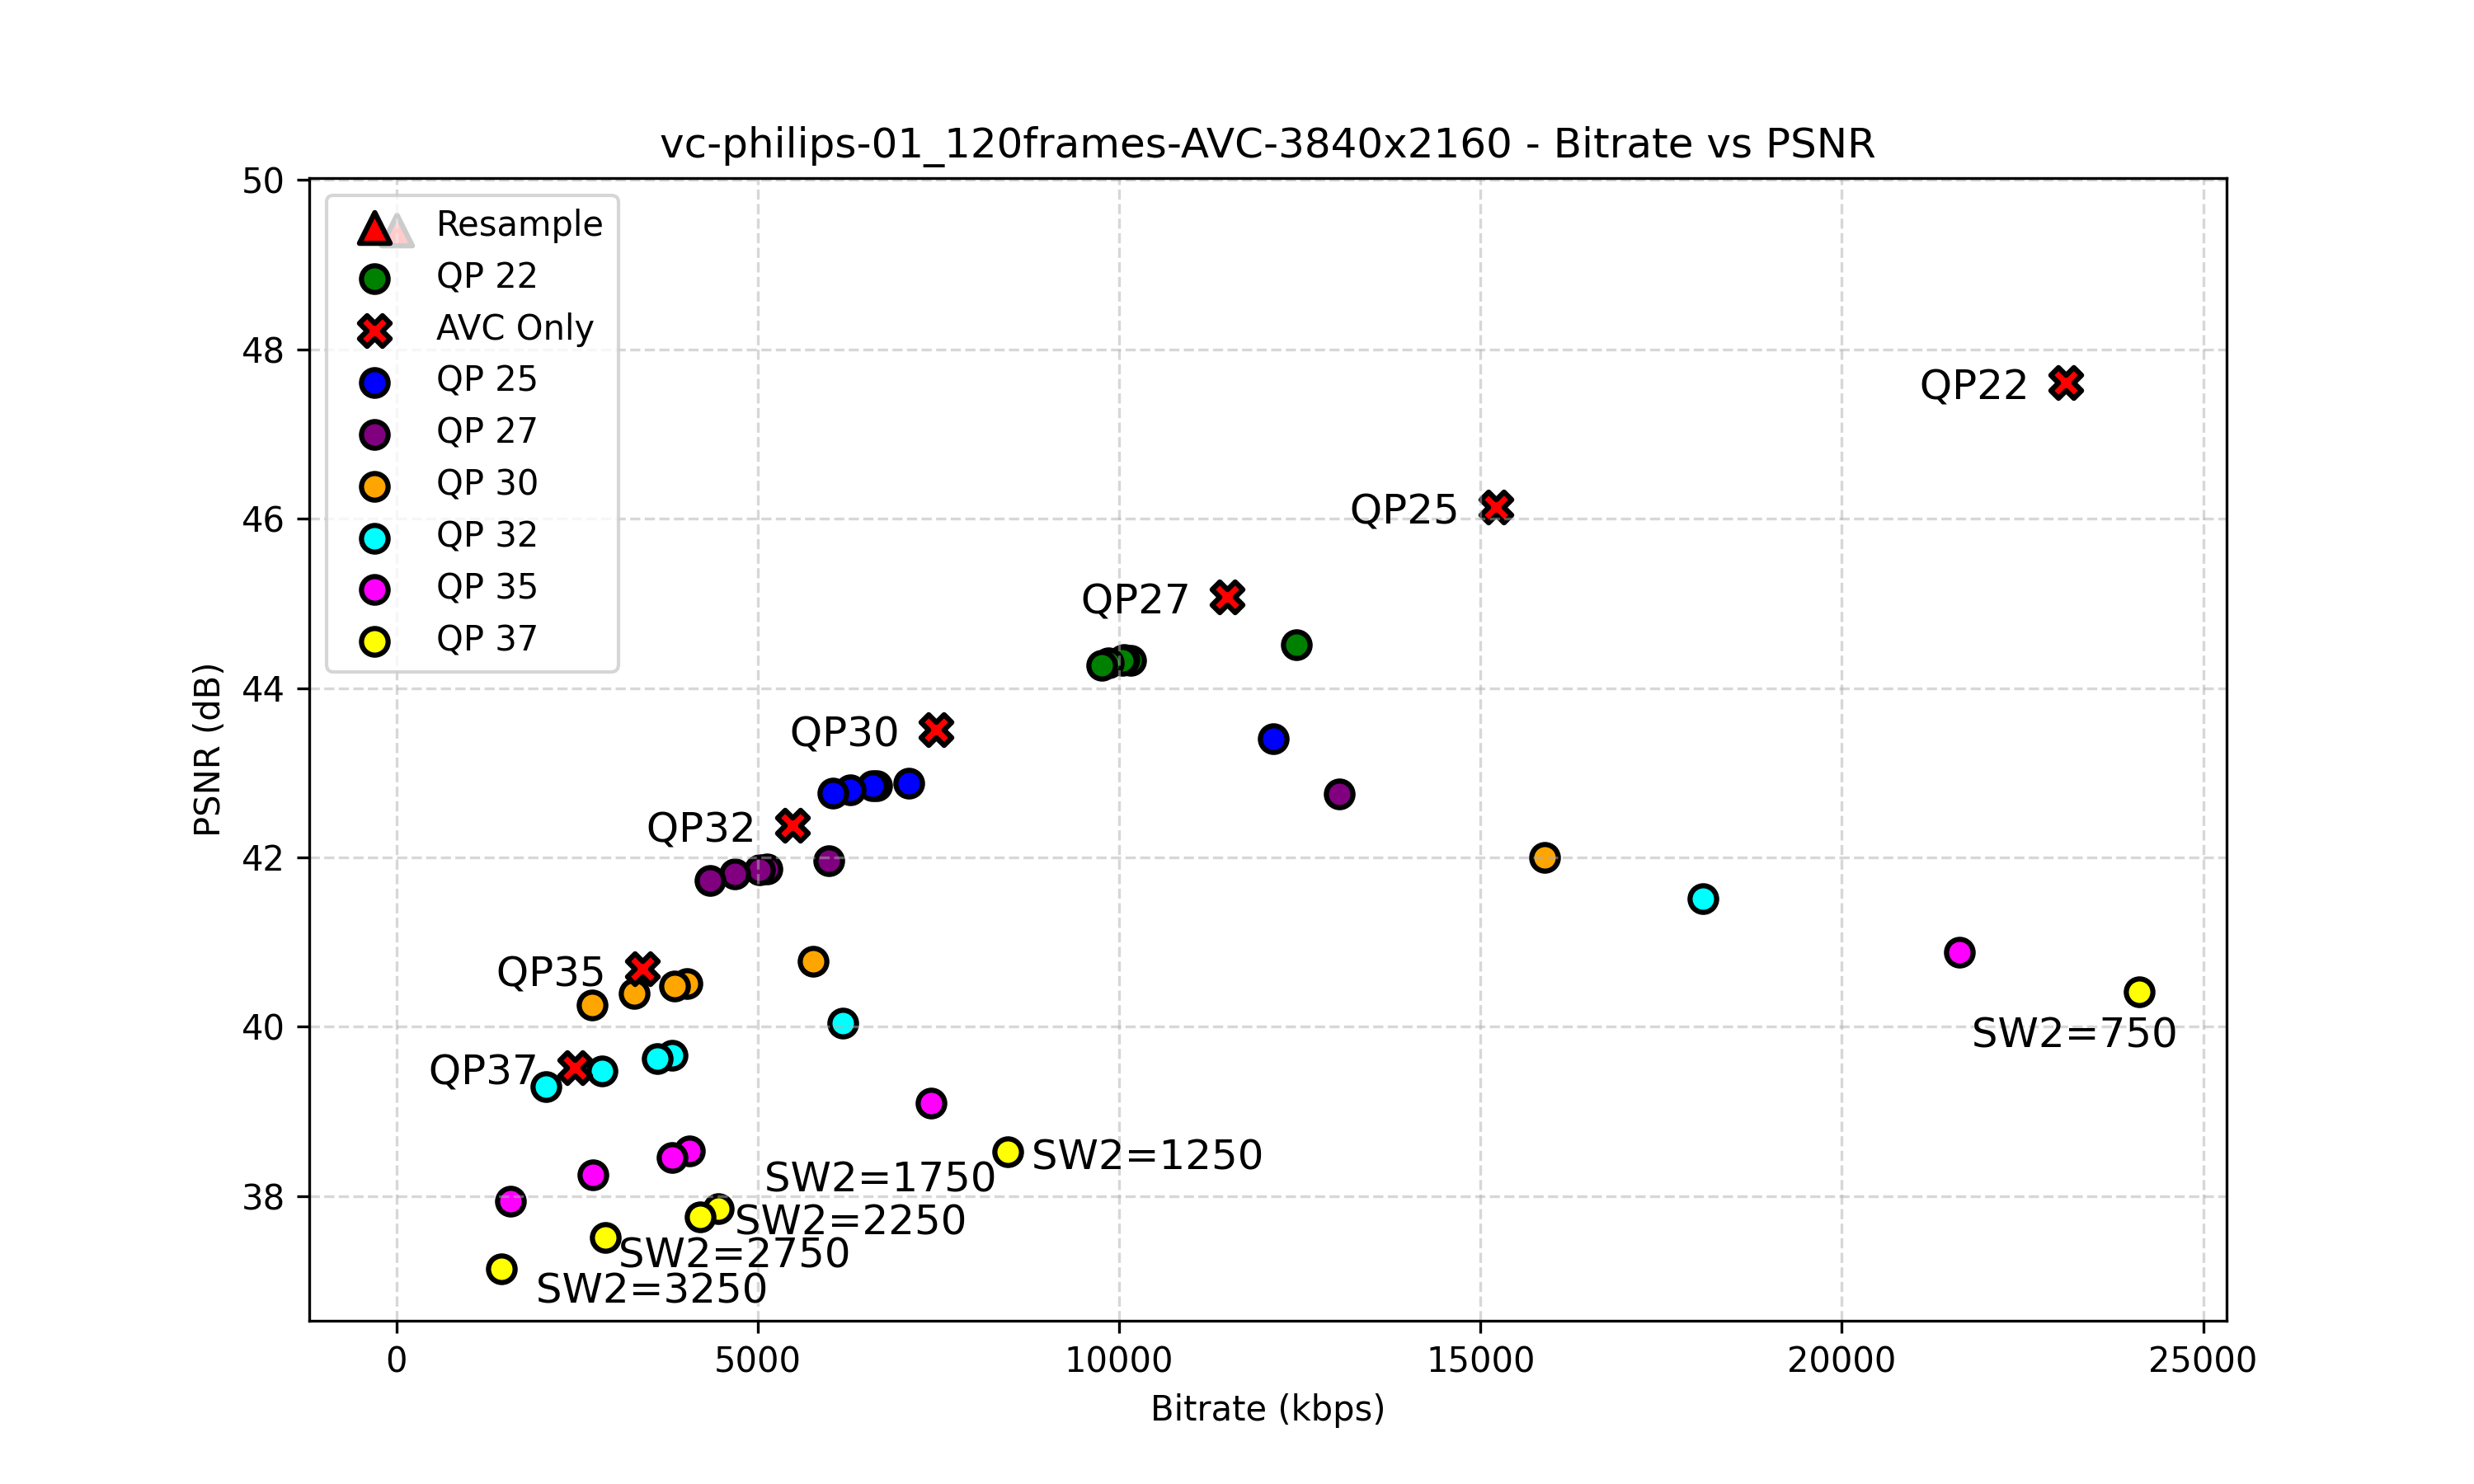 vc-philips-01_120frames-AVC-3840x2160 - Bitrate vs PSNR
50
48
46
44
42
40
38
PSNR (dB)
Resample
QP 22
AVC Only
QP 25
QP 27
QP 30
QP 32
QP 35
QP 37
QP22
QP25
QP27
QP30
QP32
QP35
QP37
SW2=750
SW2=1250
SW2=1750
SW2=2250
SW2=2750
SW2=3250
0
5000
10000
15000
20000
25000
Bitrate (kbps)